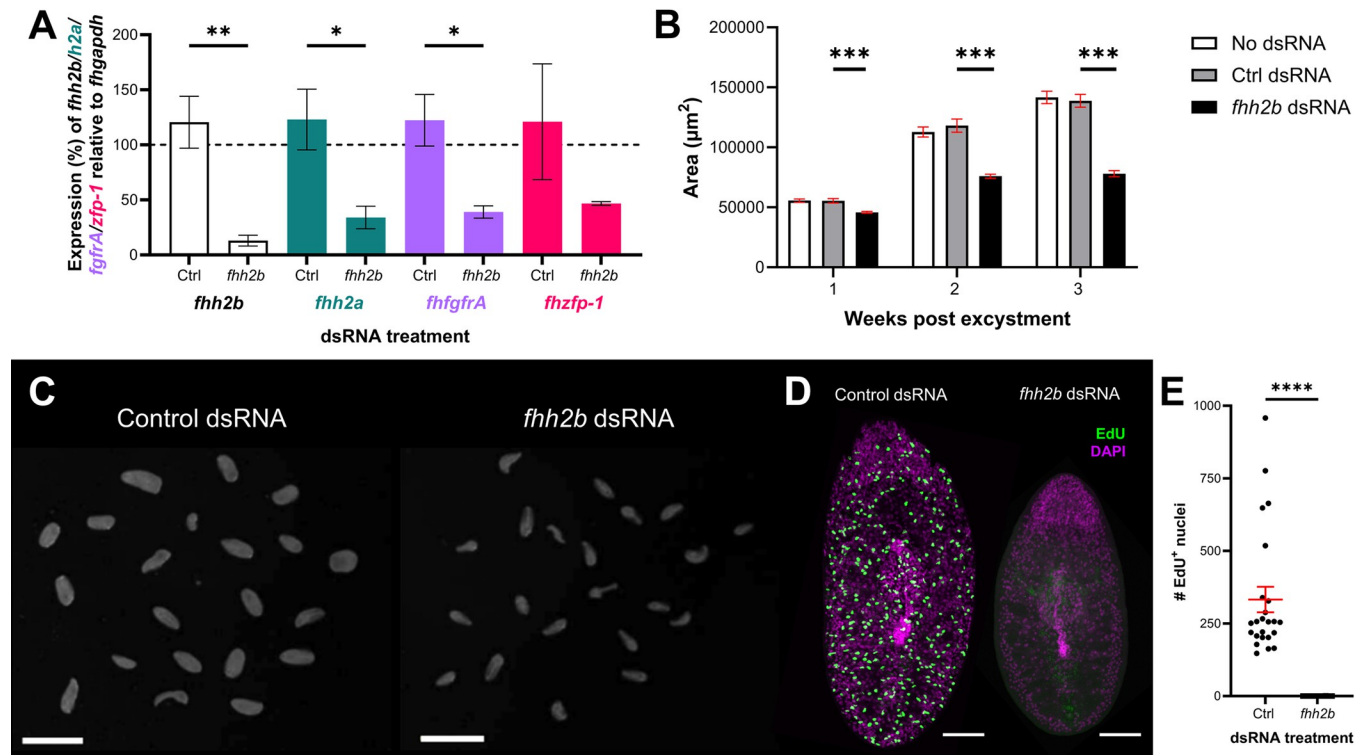 A
Expression (%) of fhh2b/h2a/
fgfrA/zfp-1 relative to fhgapdh
200
150
100
50
0
**
*
*
Ctrl fhh2b Ctrl fhh2b Ctrl fhh2b Ctrl fhh2b
fhh2b fhh2a fhfgfrA fhzfp-1
dsRNA treatment
B
Area (µm²)
200000
150000
100000
50000
0
***
***
***
1 2 3
Weeks post excystment
No dsRNA
Ctrl dsRNA
fhh2b dsRNA
C
Control dsRNA
fhh2b dsRNA
D
Control dsRNA
fhh2b dsRNA
EdU
DAPI
E
# EdU⁺ nuclei
1000
750
500
250
0
****
Ctrl fhh2b
dsRNA treatment